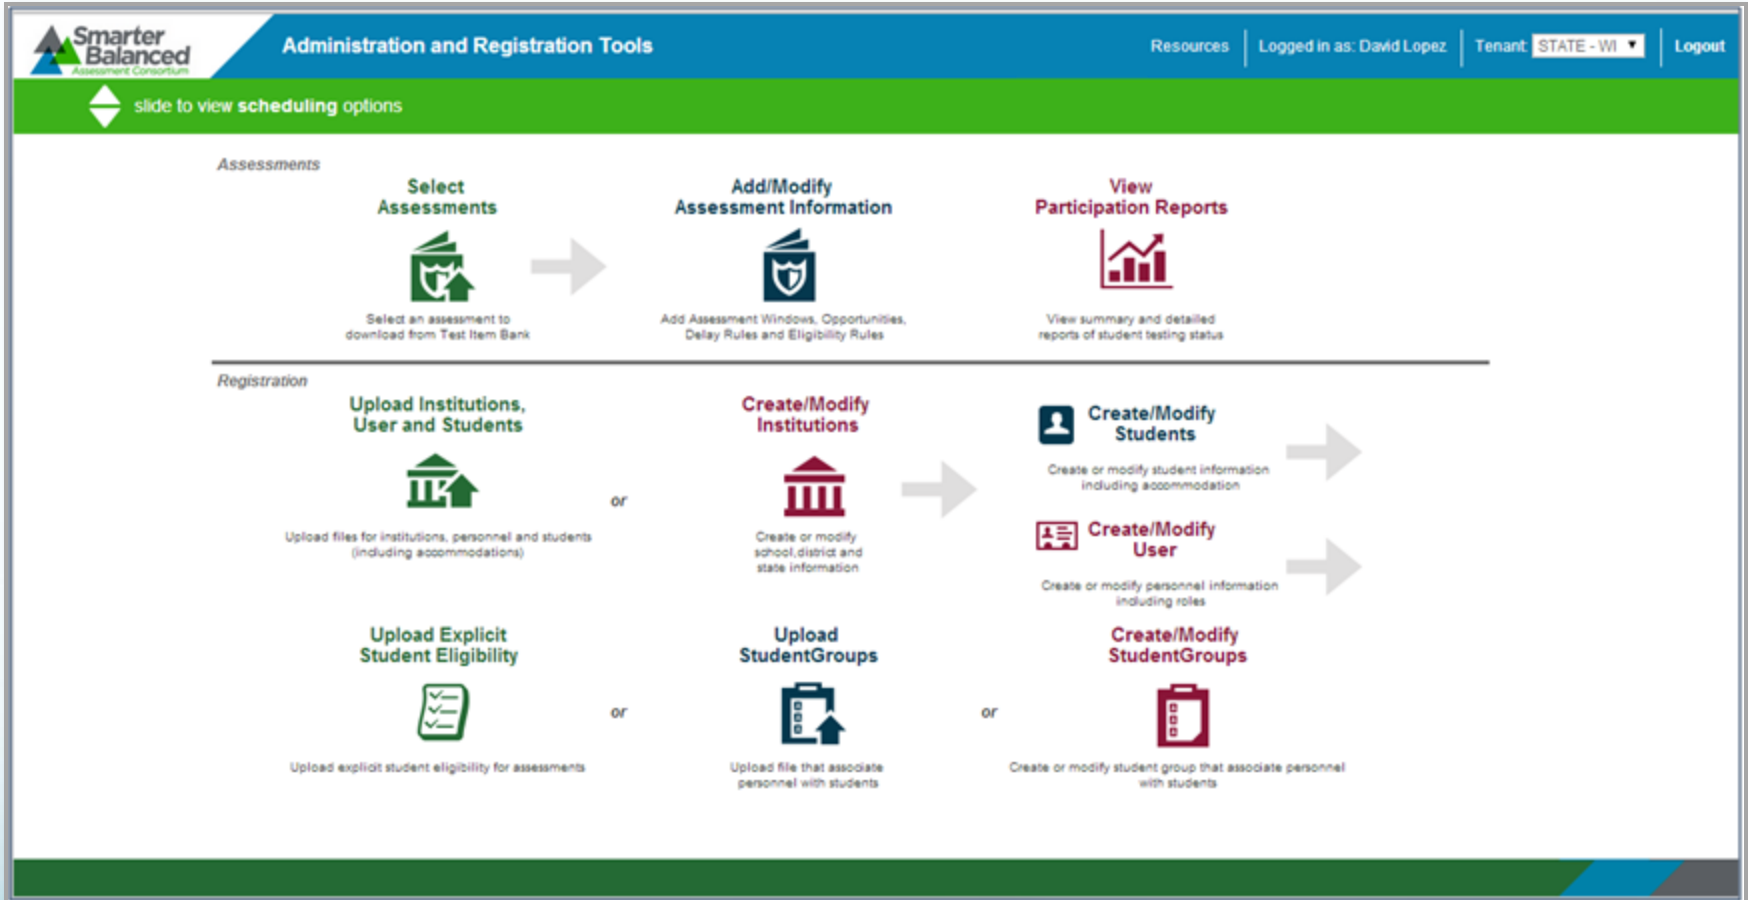 Smarter
Balanced
Assessment Consortium
Administration and Registration Tools
Resources
Logged in as: David Lopez
Tenant: STATE - WI
Logout
slide to view scheduling options
Assessments
Select
Assessments
Select an assessment to
download from Test Item Bank
Add/Modify
Assessment Information
Add Assessment Windows, Opportunities,
Delay Rules and Eligibility Rules
View
Participation Reports
View summary and detailed
reports of student testing status
Registration
Upload Institutions,
User and Students
Upload files for institutions, personnel and students
(including accommodations)
or
Create/Modify
Institutions
Create or modify
school,district and
state information
Create/Modify
Students
Create or modify student information
including accommodation
Create/Modify
User
Create or modify personnel information
including roles
Upload Explicit
Student Eligibility
Upload explicit student eligibility for assessments
or
Upload
StudentGroups
Upload file that associate
personnel with students
or
Create/Modify
StudentGroups
Create or modify student group that associate personnel
with students